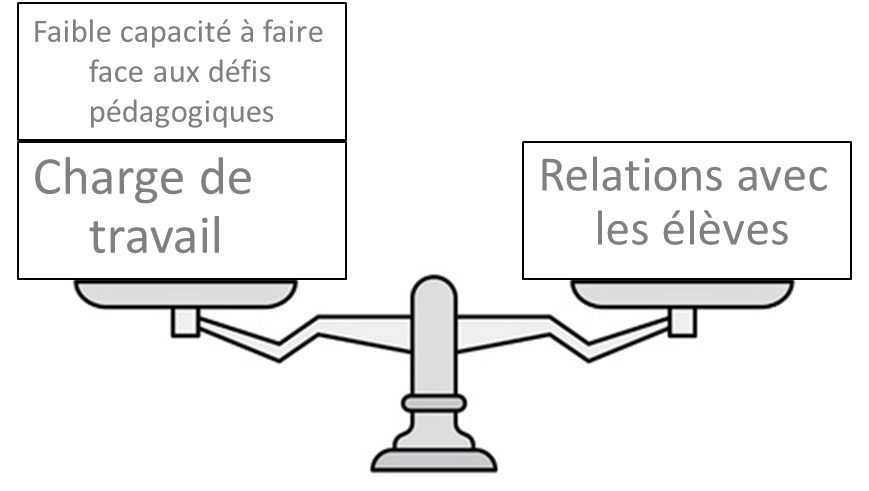 Faible capacité à faire
face aux défis
pédagogiques
Charge de
travail
Relations avec
les élèves